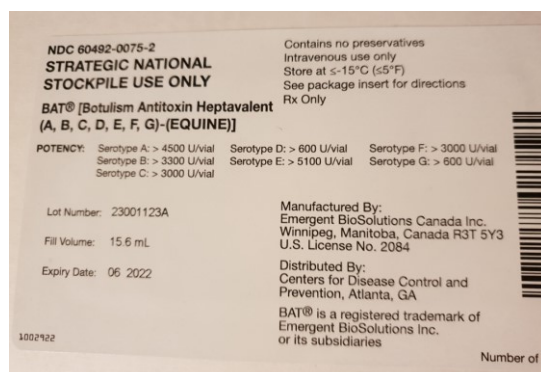 NDC 60492-0075-2
STRATEGIC NATIONAL
STOCKPILE USE ONLY
BAT® [Botulism Antitoxin Heptavalent
(A, B, C, D, E, F, G)-(EQUINE)]
Contains no preservatives
Intravenous use only
Store at ≤-15°C (≤5°F)
See package insert for directions
Rx Only
POTENCY: Serotype A: > 4500 U/vial Serotype D: > 600 U/vial Serotype F: > 3000 U/vial
Serotype B: > 3300 U/vial Serotype E: > 5100 U/vial Serotype G: > 600 U/vial
Serotype C: > 3000 U/vial
Lot Number: 23001123A
Fill Volume: 15.6 mL
Expiry Date: 06 2022
Manufactured By:
Emergent BioSolutions Canada Inc.
Winnipeg, Manitoba, Canada R3T 5Y3
U.S. License No. 2084
Distributed By:
Centers for Disease Control and
Prevention, Atlanta, GA
BAT® is a registered trademark of
Emergent BioSolutions Inc.
or its subsidiaries
1002922
Number of